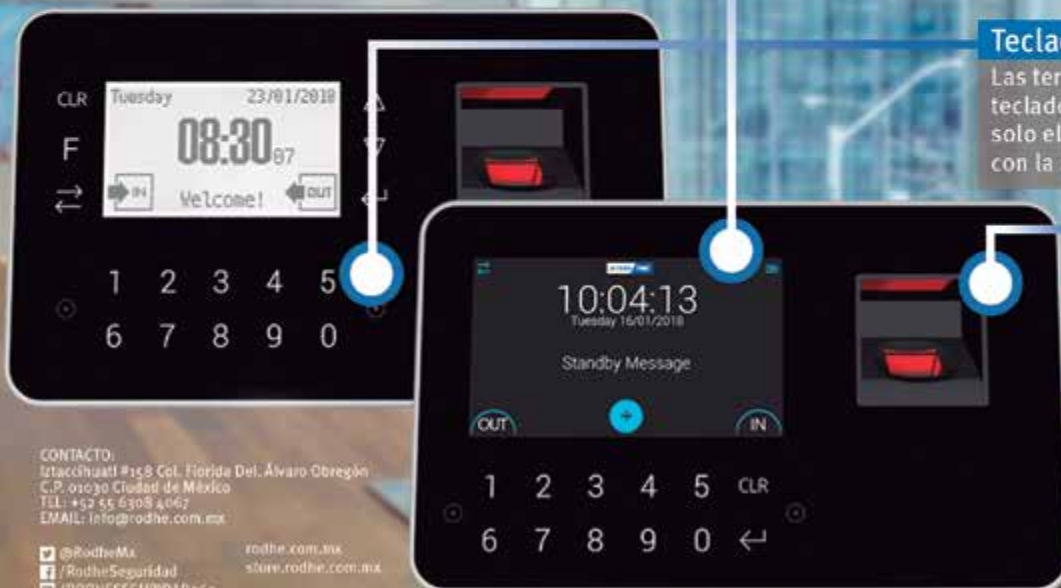 Teclad
Las ter
teclade
solo el
con la
CLR
F
Tuesday 23/01/2018
08:30
Welcome!
IN
OUT
1 2 3 4 5
6 7 8 9 0
10:04:13
Tuesday 16/01/2018
Standby Message
OUT
IN
1 2 3 4 5 CLR
6 7 8 9 0
CONTACTO:
Iztaccihuatl #158 Col. Florida Del. Álvaro Obregón
C.P. 01030 Ciudad de México
TEL: +52 55 6308 4067
EMAIL: info@rodhe.com.mx
@RodheMx
/RodheSeguridad
rodhe.com.mx
store.rodhe.com.mx